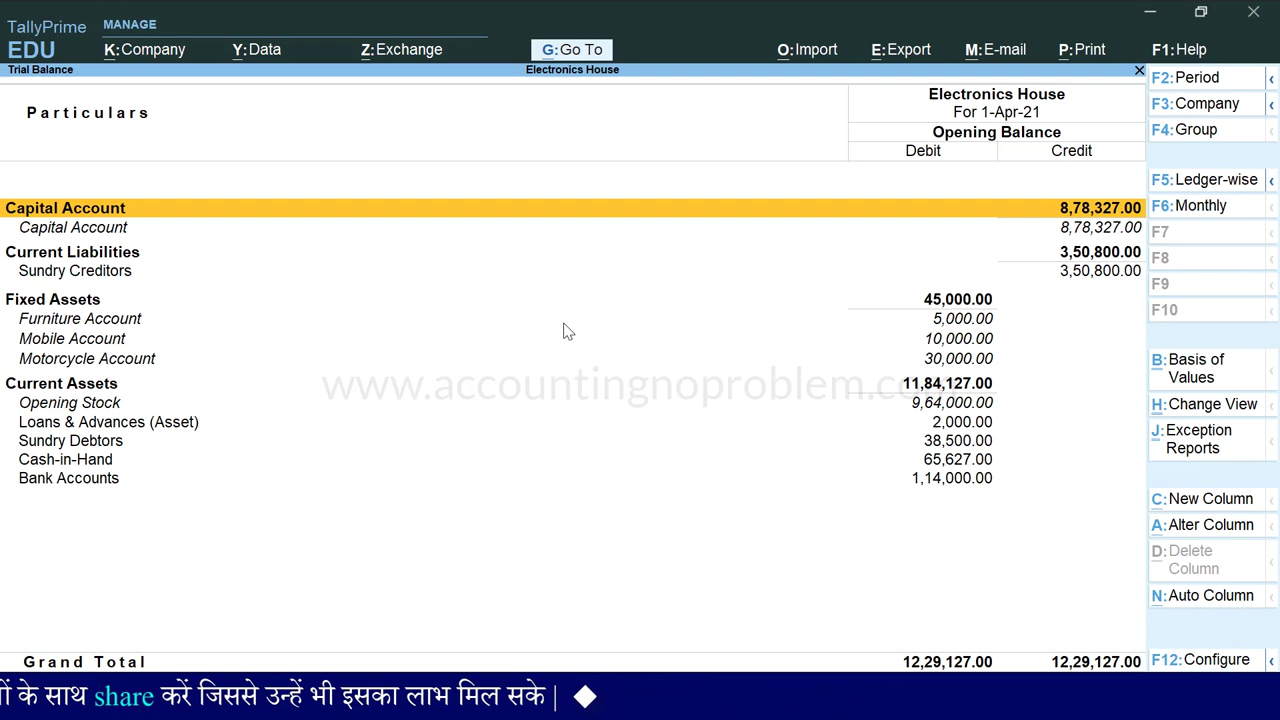 TallyPrime
EDU
MANAGE
K:Company Y:Data Z:Exchange G:Go To O:Import E:Export M:E-mail P:Print F1:Help
Trial Balance Electronics House
Particulars
Electronics House
For 1-Apr-21
Opening Balance
Debit Credit
Capital Account 8,78,327.00
Capital Account 8,78,327.00
Current Liabilities 3,50,800.00
Sundry Creditors 3,50,800.00
Fixed Assets 45,000.00
Furniture Account 5,000.00
Mobile Account 10,000.00
Motorcycle Account 30,000.00
Current Assets 11,84,127.00
Opening Stock 9,64,000.00
Loans & Advances (Asset) 2,000.00
Sundry Debtors 38,500.00
Cash-in-Hand 65,627.00
Bank Accounts 1,14,000.00
Grand Total 12,29,127.00 12,29,127.00
www.accountingnoproblem.co
F2:Period
F3:Company
F4:Group
F5:Ledger-wise
F6:Monthly
F7
F8
F9
F10
B:Basis of
Values
H:Change View
J:Exception
Reports
C:New Column
A:Alter Column
D:Delete
Column
N:Auto Column
F12:Configure
के साथ share करें जिससे उन्हें भी इसका लाभ मिल सके |